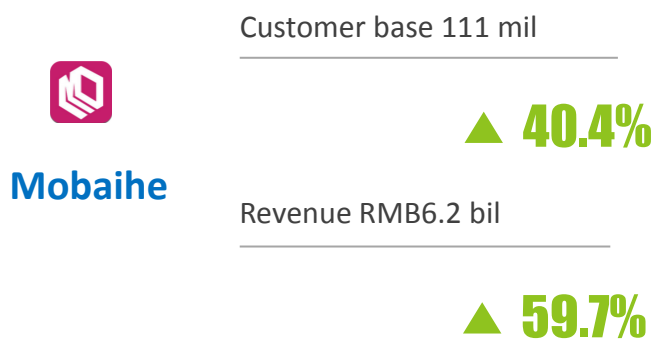 Customer base 111 mil
▲ 40.4%
Mobaihe
Revenue RMB6.2 bil
▲ 59.7%